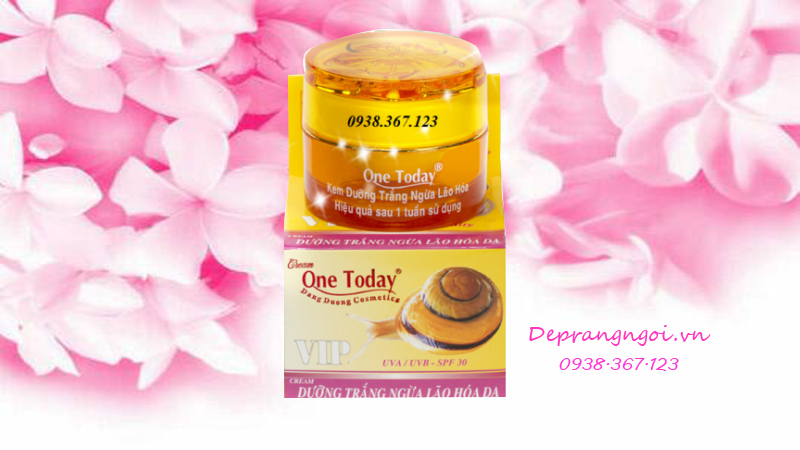 0938.367.123
One Today®
Kem Dưỡng Trắng Ngừa Lão Hóa
Hiệu quả sau 1 tuần sử dụng
CREAM
DƯỠNG TRẮNG NGỪA LÃO HÓA DA
Cream
One Today®
Dang Duong Cosmetics
VIP
UVA / UVB - SPF 30
CREAM
DƯỠNG TRẮNG NGỪA LÃO HÓA DA
Deprangngoi.vn
0938.367.123